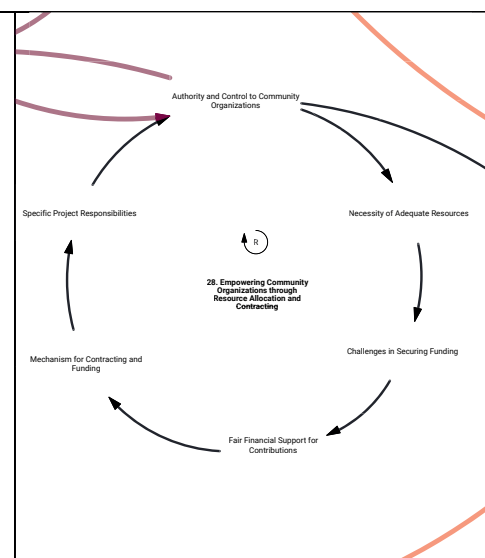 Authority and Control to Community
Organizations
Specific Project Responsibilities
Necessity of Adequate Resources
R
28. Empowering Community
Organizations through
Resource Allocation and
Contracting
Mechanism for Contracting and
Funding
Challenges in Securing Funding
Fair Financial Support for
Contributions